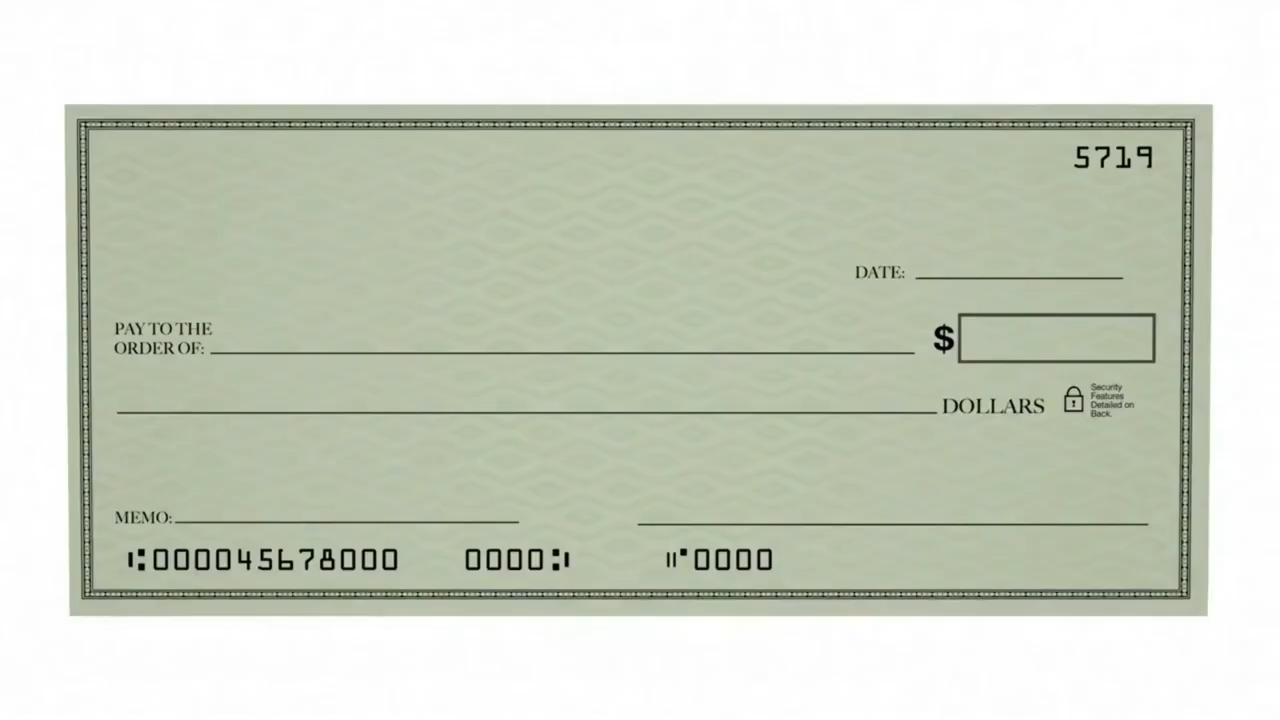 5719
DATE:
PAY TO THE
ORDER OF:
$
DOLLARS
Security
Features
Detailed on
Back.
MEMO:
⑆000045678000 0000⑆ ⑈0000